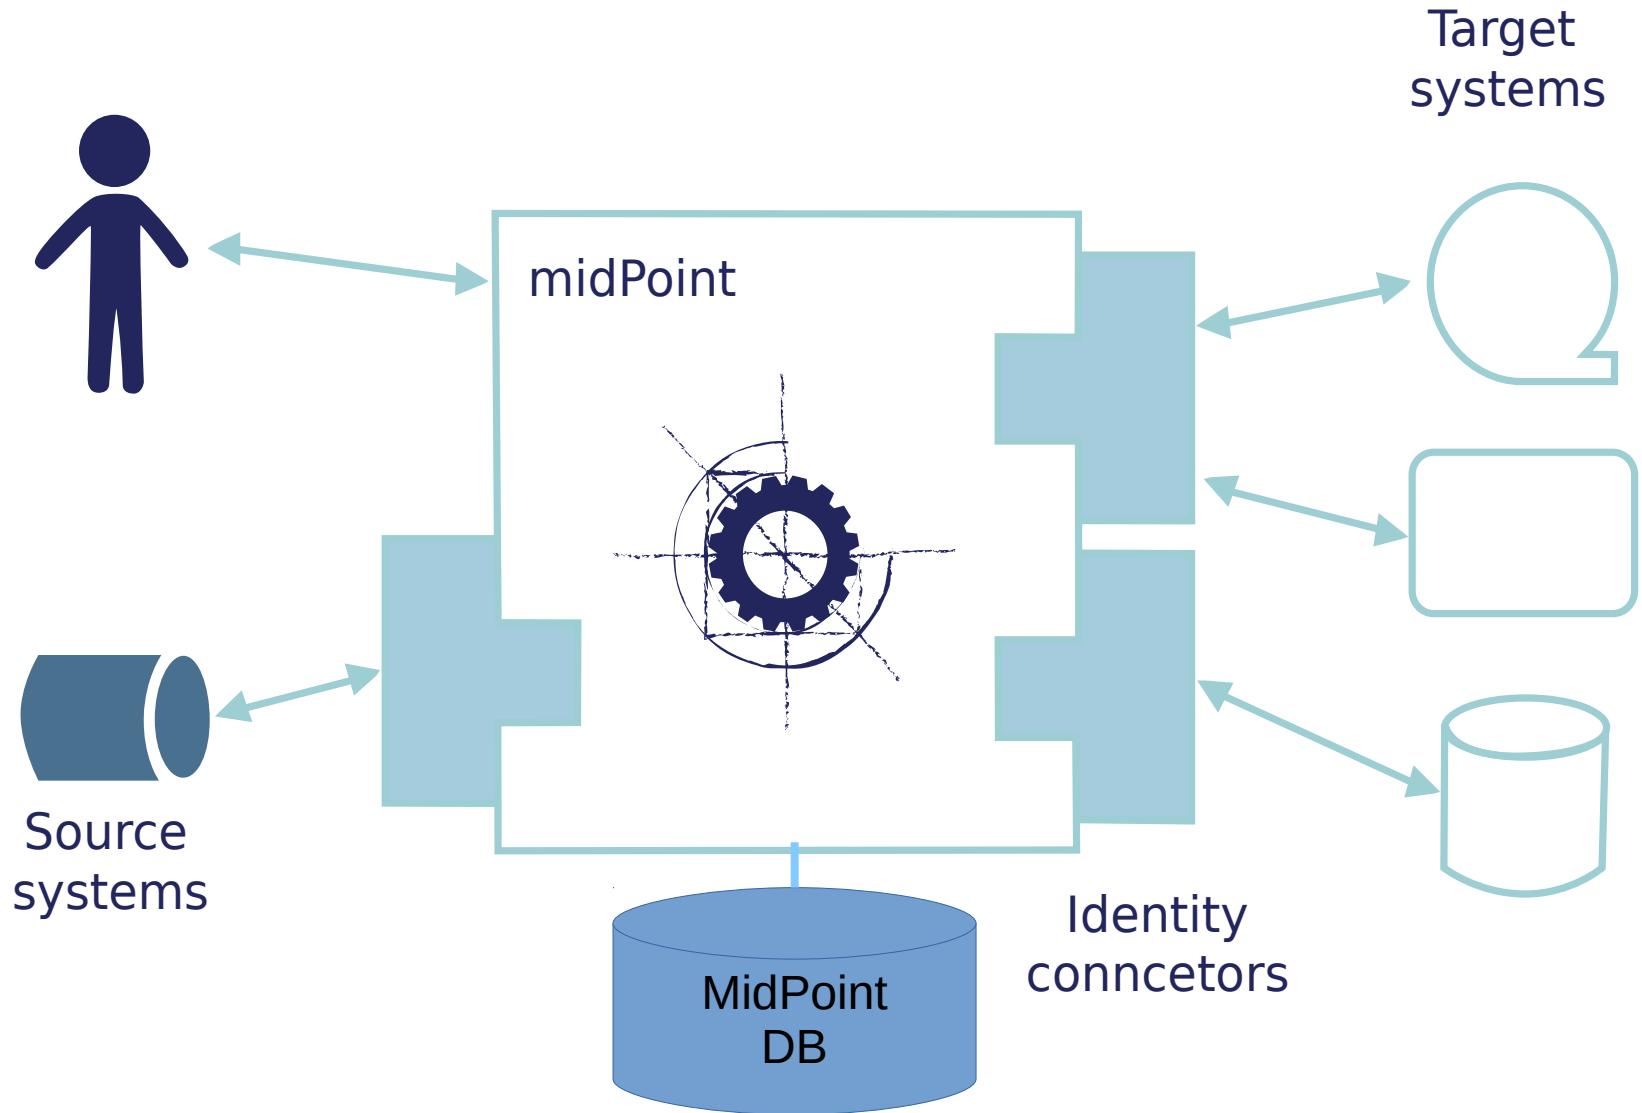 Target
systems
midPoint
Source
systems
Identity
conncetors
MidPoint
DB